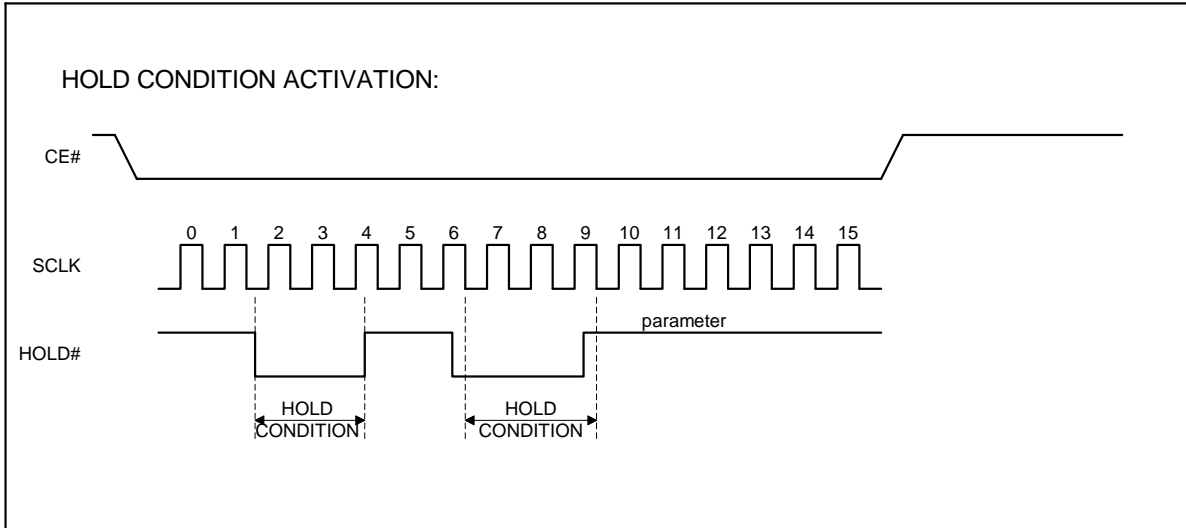 HOLD CONDITION ACTIVATION:
CE#
0 1 2 3 4 5 6 7 8 9 10 11 12 13 14 15
SCLK
parameter
HOLD#
HOLD CONDITION
HOLD CONDITION